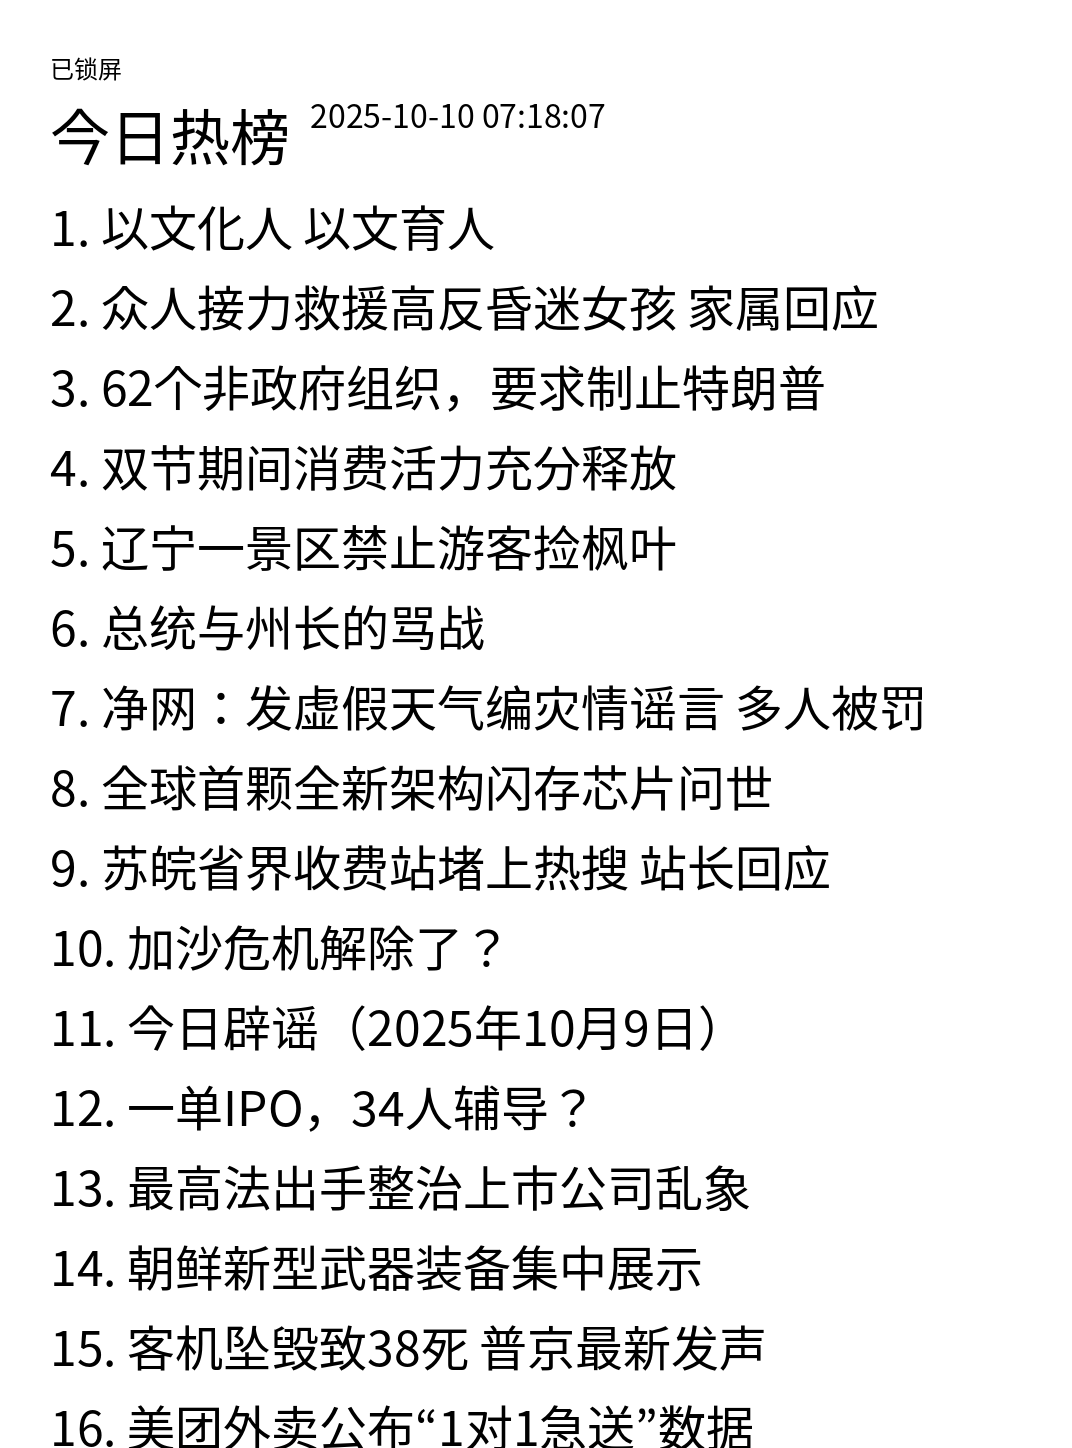 已锁屏
今日热榜 2025-10-10 07:18:07
1. 以文化人 以文育人
2. 众人接力救援高反昏迷女孩 家属回应
3. 62个非政府组织，要求制止特朗普
4. 双节期间消费活力充分释放
5. 辽宁一景区禁止游客捡枫叶
6. 总统与州长的骂战
7. 净网：发虚假天气编灾情谣言 多人被罚
8. 全球首颗全新架构闪存芯片问世
9. 苏皖省界收费站堵上热搜 站长回应
10. 加沙危机解除了？
11. 今日辟谣（2025年10月9日）
12. 一单IPO，34人辅导？
13. 最高法出手整治上市公司乱象
14. 朝鲜新型武器装备集中展示
15. 客机坠毁致38死 普京最新发声
16. 美团外卖公布“1对1急送”数据